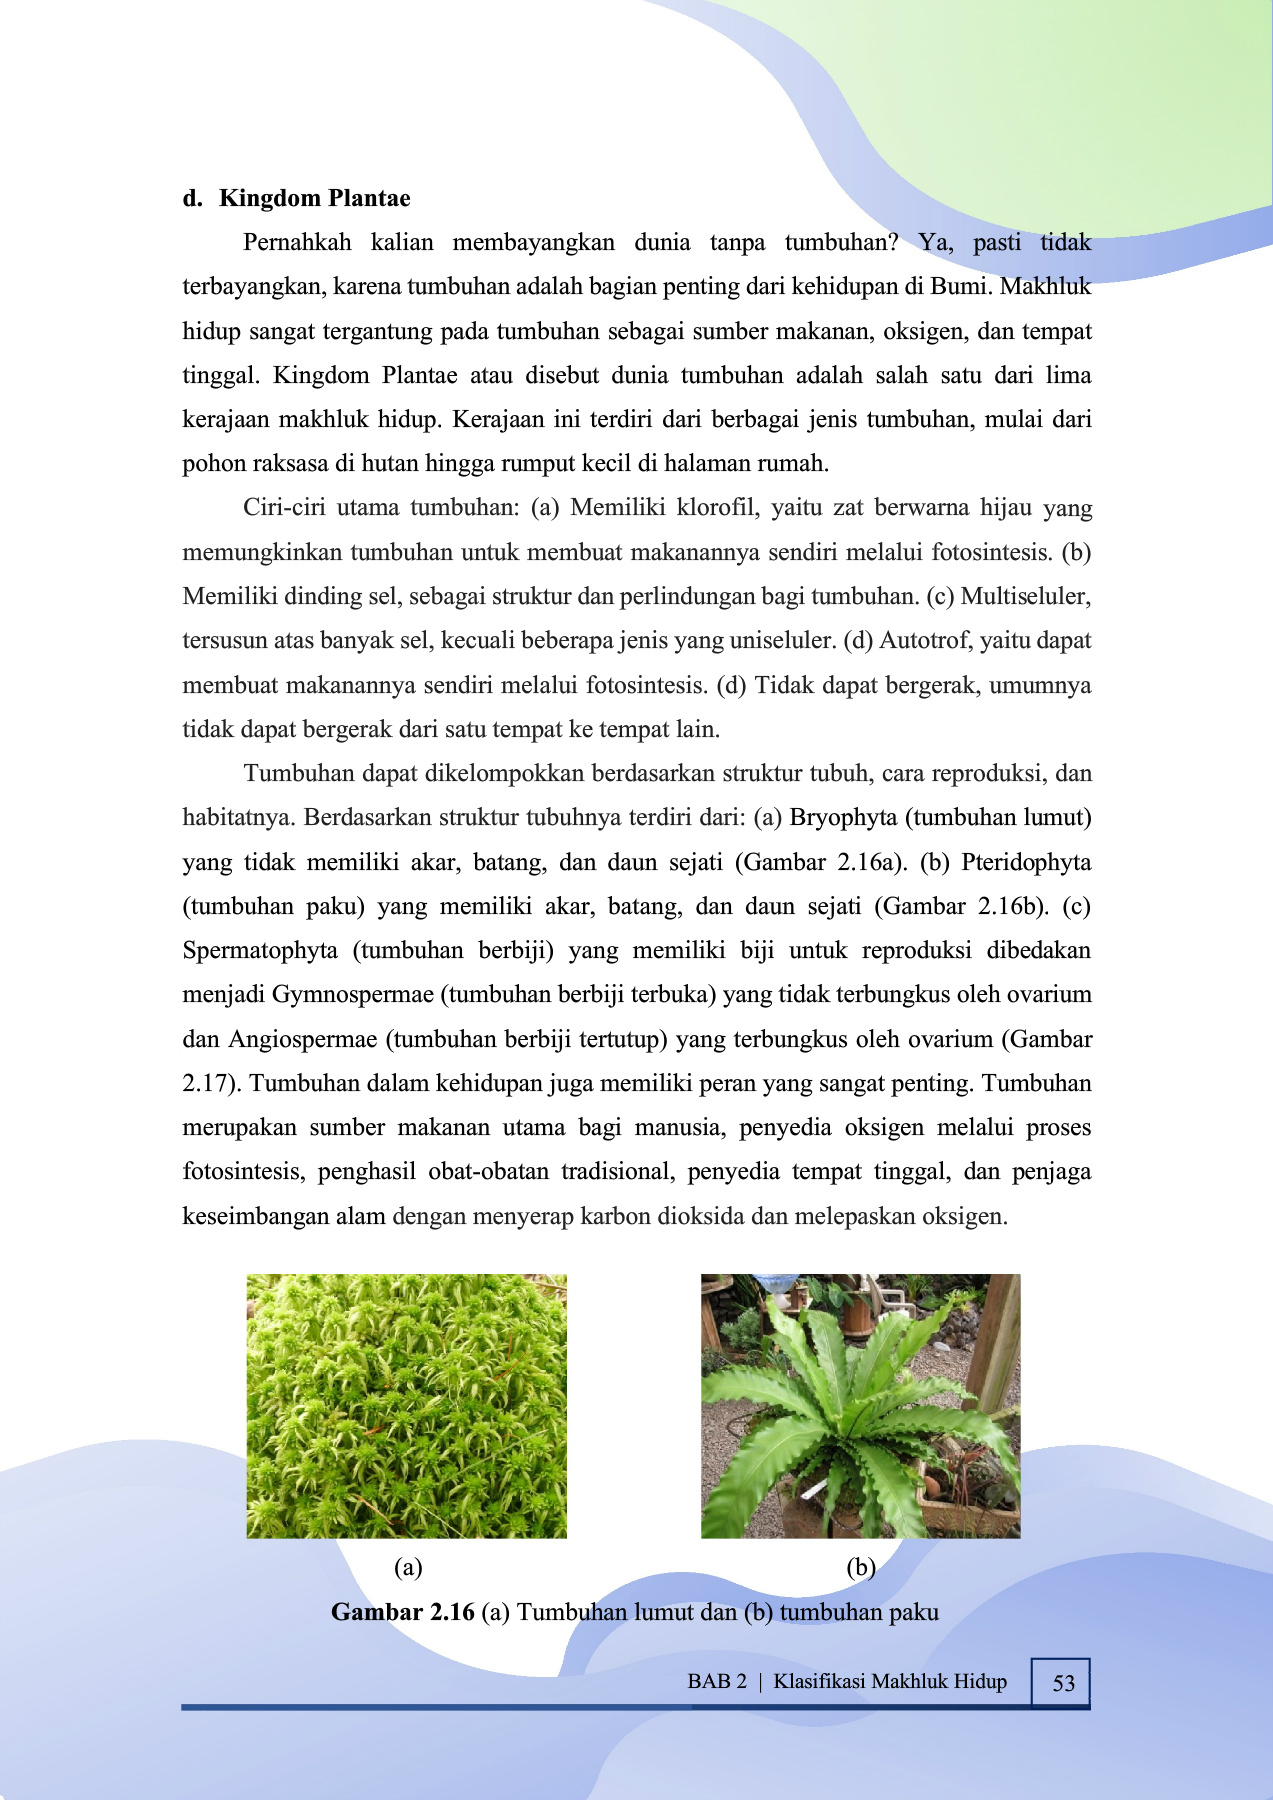 d. Kingdom Plantae
Pernahkah kalian membayangkan dunia tanpa tumbuhan? Ya, pasti tidak
terbayangkan, karena tumbuhan adalah bagian penting dari kehidupan di Bumi. Makhluk
hidup sangat tergantung pada tumbuhan sebagai sumber makanan, oksigen, dan tempat
tinggal. Kingdom Plantae atau disebut dunia tumbuhan adalah salah satu dari lima
kerajaan makhluk hidup. Kerajaan ini terdiri dari berbagai jenis tumbuhan, mulai dari
pohon raksasa di hutan hingga rumput kecil di halaman rumah.
Ciri-ciri utama tumbuhan: (a) Memiliki klorofil, yaitu zat berwarna hijau yang
memungkinkan tumbuhan untuk membuat makanannya sendiri melalui fotosintesis. (b)
Memiliki dinding sel, sebagai struktur dan perlindungan bagi tumbuhan. (c) Multiseluler,
tersusun atas banyak sel, kecuali beberapa jenis yang uniseluler. (d) Autotrof, yaitu dapat
membuat makanannya sendiri melalui fotosintesis. (d) Tidak dapat bergerak, umumnya
tidak dapat bergerak dari satu tempat ke tempat lain.
Tumbuhan dapat dikelompokkan berdasarkan struktur tubuh, cara reproduksi, dan
habitatnya. Berdasarkan struktur tubuhnya terdiri dari: (a) Bryophyta (tumbuhan lumut)
yang tidak memiliki akar, batang, dan daun sejati (Gambar 2.16a). (b) Pteridophyta
(tumbuhan paku) yang memiliki akar, batang, dan daun sejati (Gambar 2.16b). (c)
Spermatophyta (tumbuhan berbiji) yang memiliki biji untuk reproduksi dibedakan
menjadi Gymnospermae (tumbuhan berbiji terbuka) yang tidak terbungkus oleh ovarium
dan Angiospermae (tumbuhan berbiji tertutup) yang terbungkus oleh ovarium (Gambar
2.17). Tumbuhan dalam kehidupan juga memiliki peran yang sangat penting. Tumbuhan
merupakan sumber makanan utama bagi manusia, penyedia oksigen melalui proses
fotosintesis, penghasil obat-obatan tradisional, penyedia tempat tinggal, dan penjaga
keseimbangan alam dengan menyerap karbon dioksida dan melepaskan oksigen.
(a) (b)
Gambar 2.16 (a) Tumbuhan lumut dan (b) tumbuhan paku
BAB 2 | Klasifikasi Makhluk Hidup 53